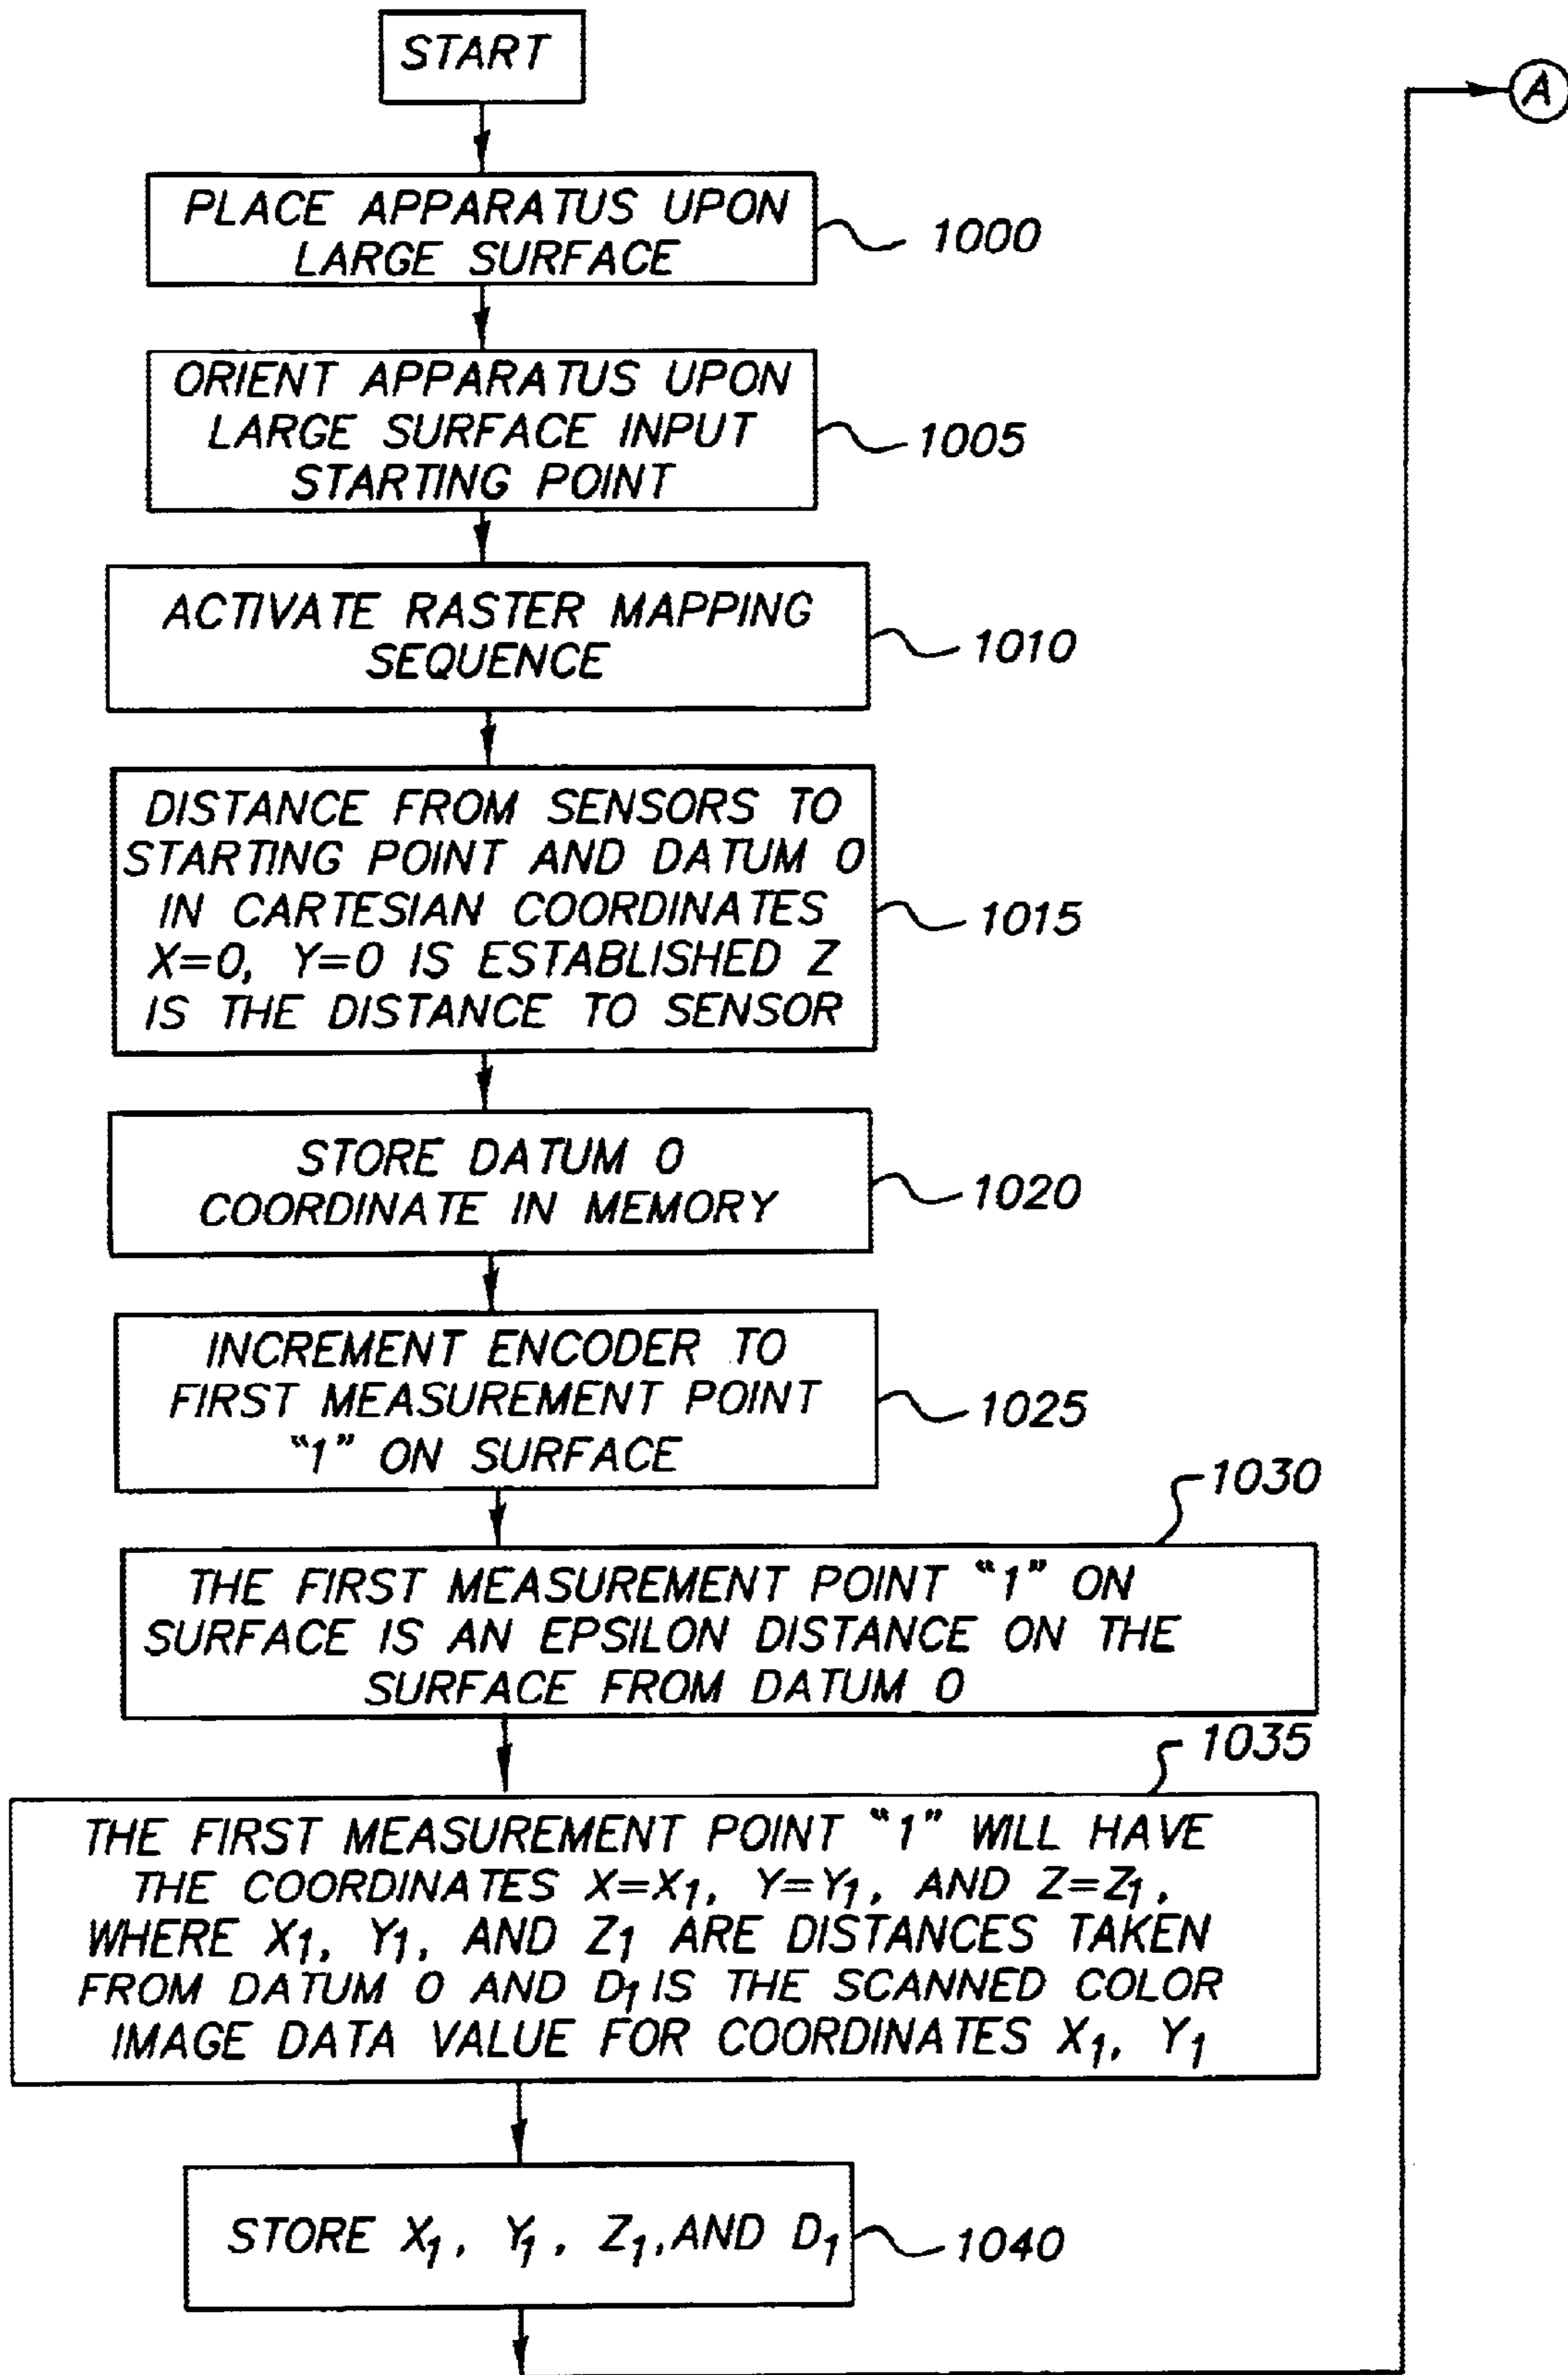 START
A
PLACE APPARATUS UPON
LARGE SURFACE
1000
ORIENT APPARATUS UPON
LARGE SURFACE INPUT
STARTING POINT
1005
ACTIVATE RASTER MAPPING
SEQUENCE
1010
DISTANCE FROM SENSORS TO
STARTING POINT AND DATUM 0
IN CARTESIAN COORDINATES
X=0, Y=0 IS ESTABLISHED Z
IS THE DISTANCE TO SENSOR
1015
STORE DATUM 0
COORDINATE IN MEMORY
1020
INCREMENT ENCODER TO
FIRST MEASUREMENT POINT
“1” ON SURFACE
1025
1030
THE FIRST MEASUREMENT POINT “1” ON
SURFACE IS AN EPSILON DISTANCE ON THE
SURFACE FROM DATUM 0
1035
THE FIRST MEASUREMENT POINT “1” WILL HAVE
THE COORDINATES X=X₁, Y=Y₁, AND Z=Z₁,
WHERE X₁, Y₁, AND Z₁ ARE DISTANCES TAKEN
FROM DATUM 0 AND D₁ IS THE SCANNED COLOR
IMAGE DATA VALUE FOR COORDINATES X₁, Y₁
STORE X₁, Y₁, Z₁, AND D₁
1040